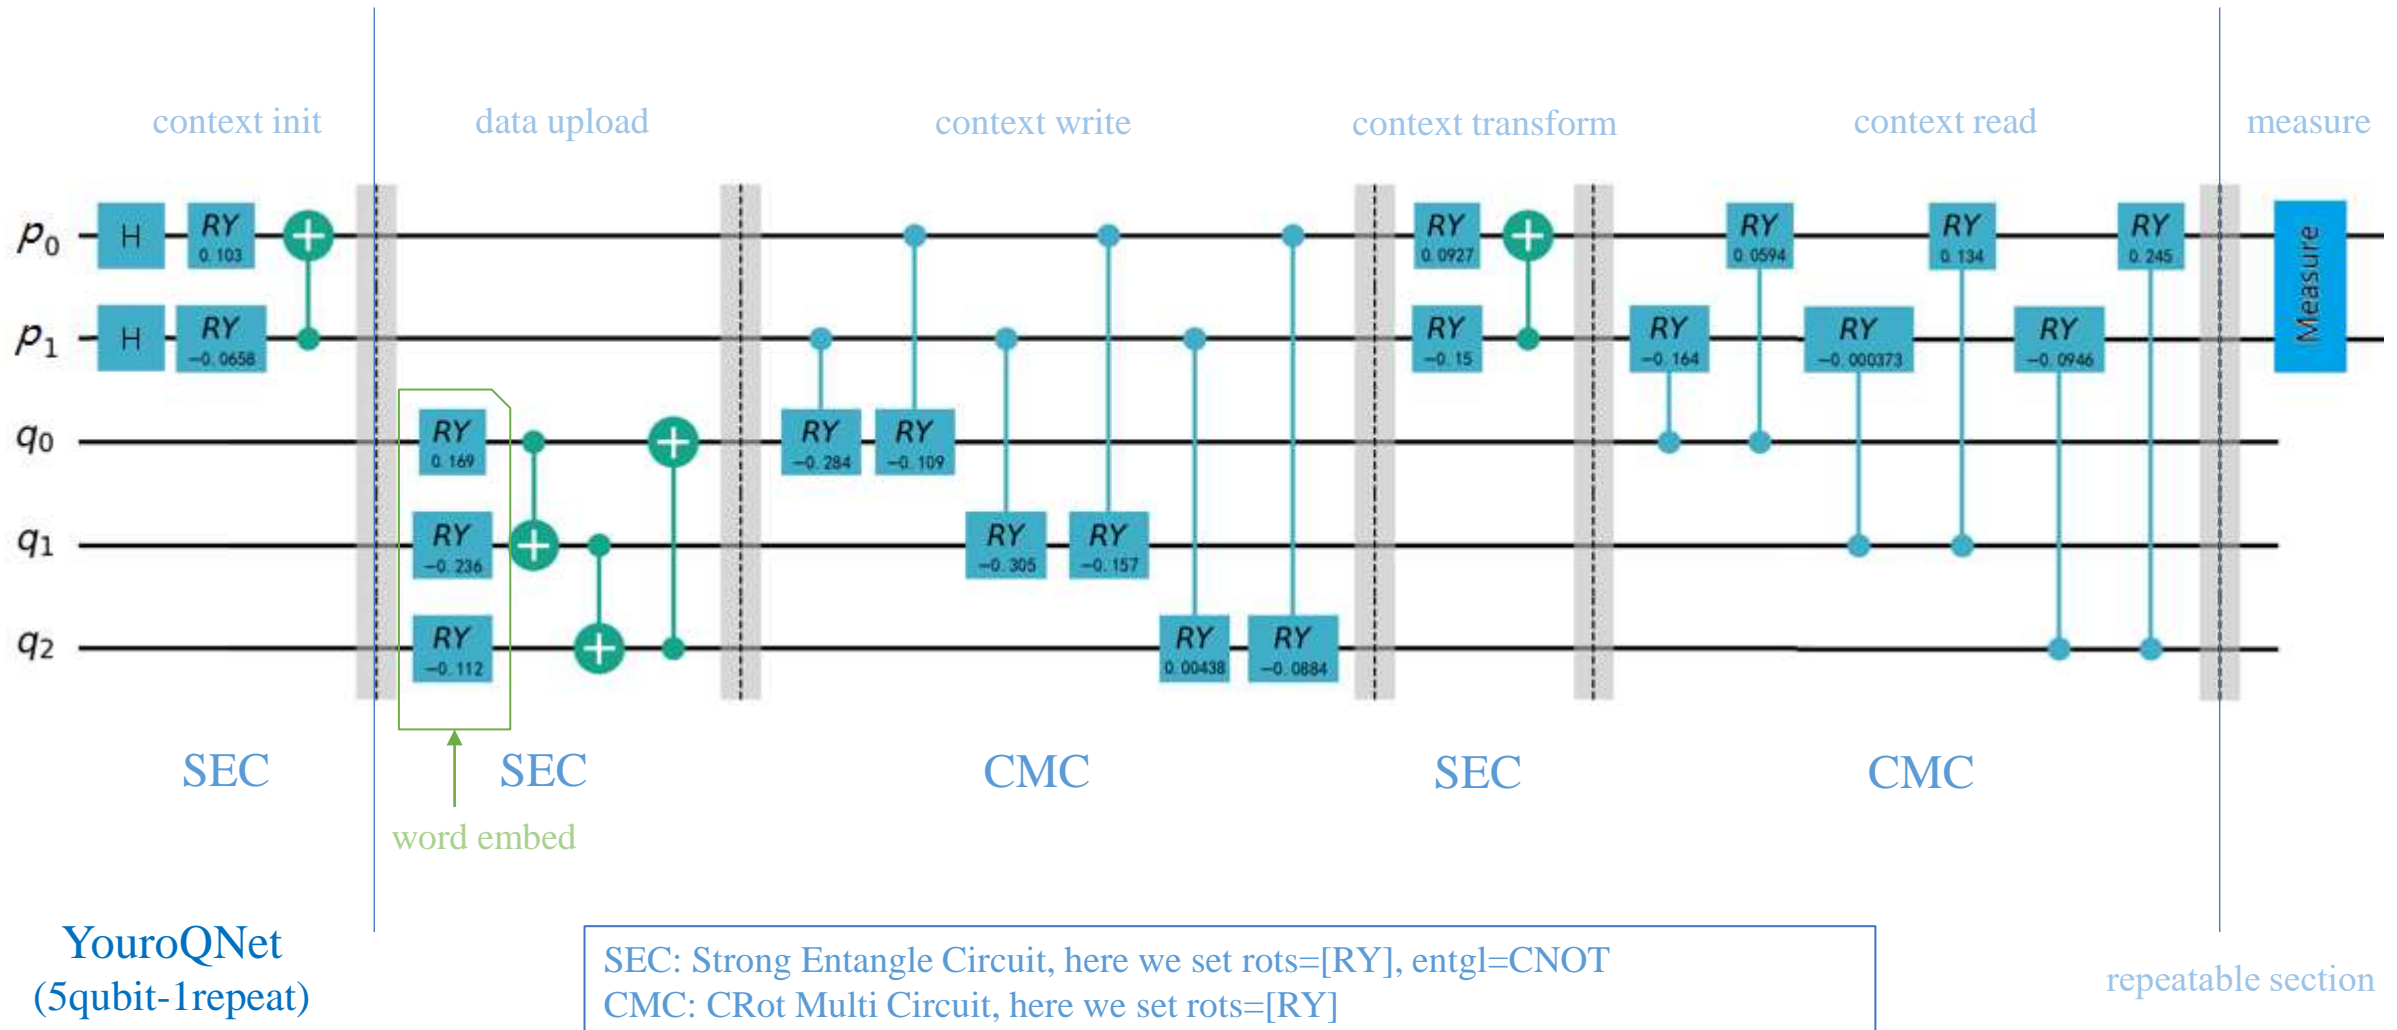 context init data upload context write context transform context read measure
p0 H RY 0.103 RY 0.0927 RY 0.0594 RY 0.134 RY 0.245 Measure
p1 H RY −0.0658 RY −0.15 RY −0.164 RY −0.000373 RY −0.0946
q0 RY 0.169 RY −0.284 RY −0.109
q1 RY −0.236 RY −0.305 RY −0.157
q2 RY −0.112 RY 0.00438 RY −0.0884
SEC SEC CMC SEC CMC
word embed
YouroQNet
(5qubit-1repeat)
SEC: Strong Entangle Circuit, here we set rots=[RY], entgl=CNOT
CMC: CRot Multi Circuit, here we set rots=[RY]
repeatable section